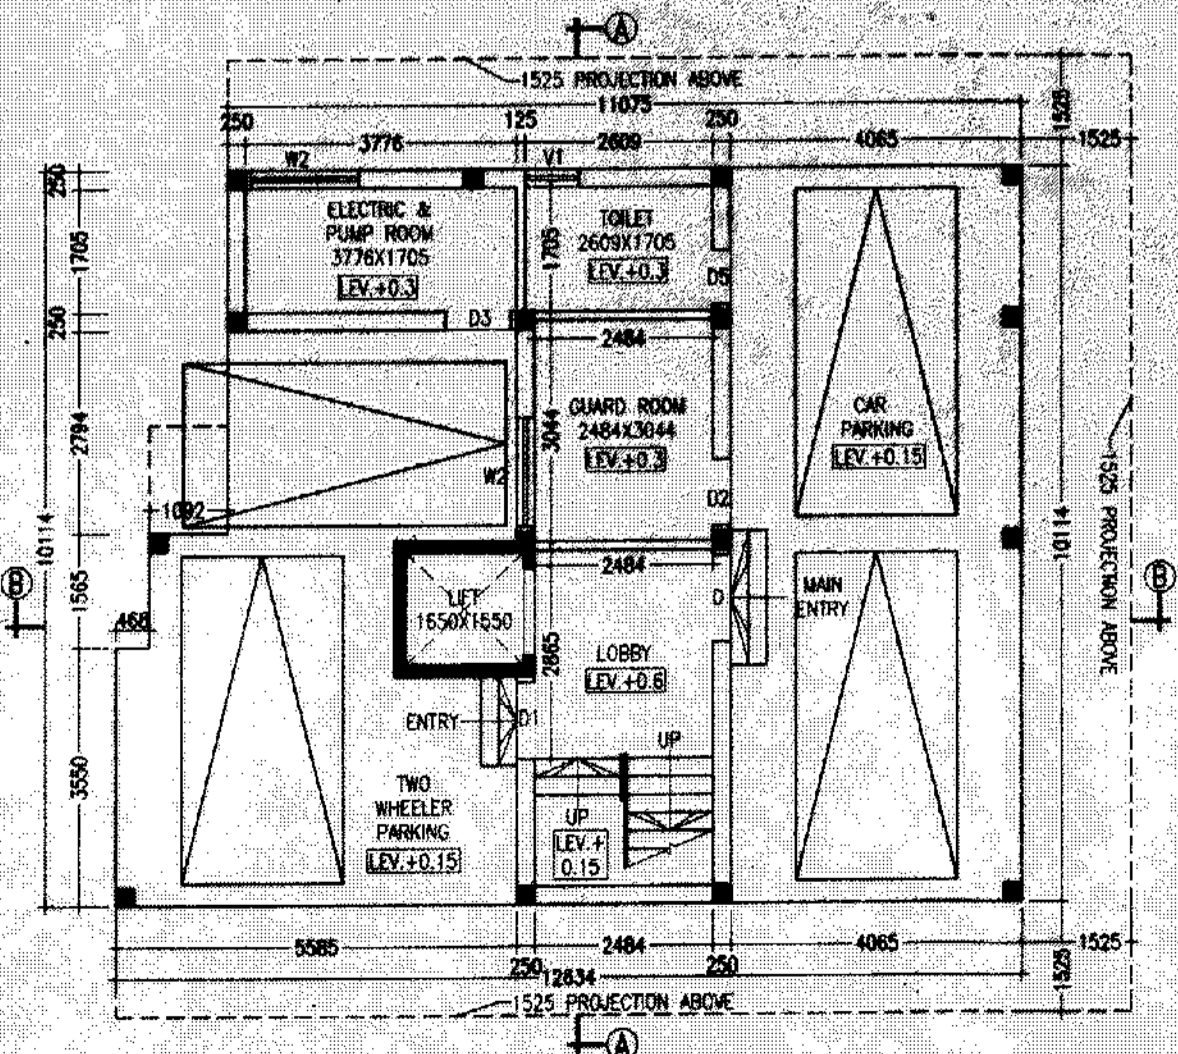 A
1525 PROJECTION ABOVE
11075
250
125
250
3776
2609
4065
1525
1525
W2
V1
250
1705
250
2794
10114
1565
3550
ELECTRIC &
PUMP ROOM
3776X1705
LEV.+0.3
TOILET
2609X1705
LEV.+0.3
1705
D5
D3
2484
GUARD ROOM
2484X3044
LEV.+0.3
3044
W2
D2
CAR
PARKING
LEV.+0.15
1525 PROJECTION ABOVE
10114
1092
B
468
LIFT
1550X1550
2484
D
MAIN
ENTRY
B
LOBBY
LEV.+0.6
2865
ENTRY
D1
UP
TWO
WHEELER
PARKING
LEV.+0.15
UP
LEV.+
0.15
5585
2484
4065
1525
250
250
12634
1525
1525 PROJECTION ABOVE
A